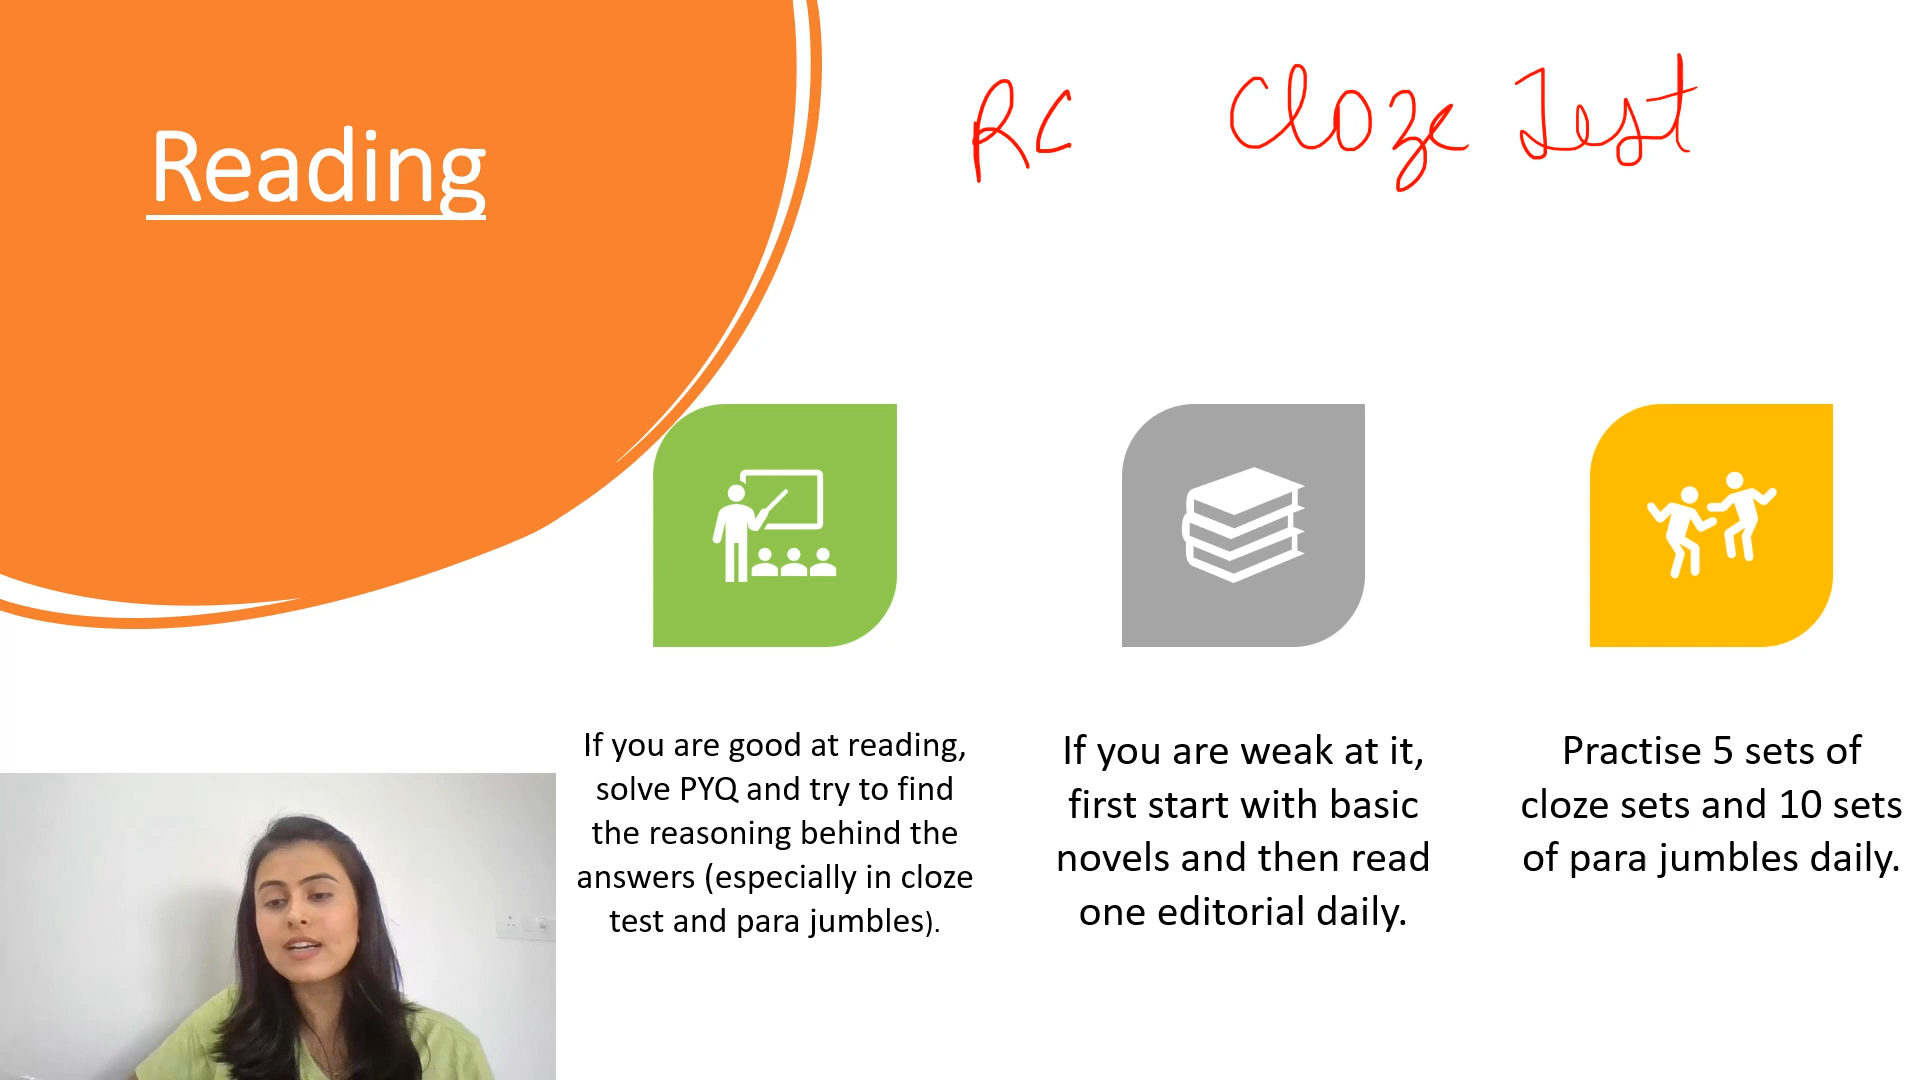 Reading
RC Cloze Test
If you are good at reading,
solve PYQ and try to find
the reasoning behind the
answers (especially in cloze
test and para jumbles).
If you are weak at it,
first start with basic
novels and then read
one editorial daily.
Practise 5 sets of
cloze sets and 10 sets
of para jumbles daily.